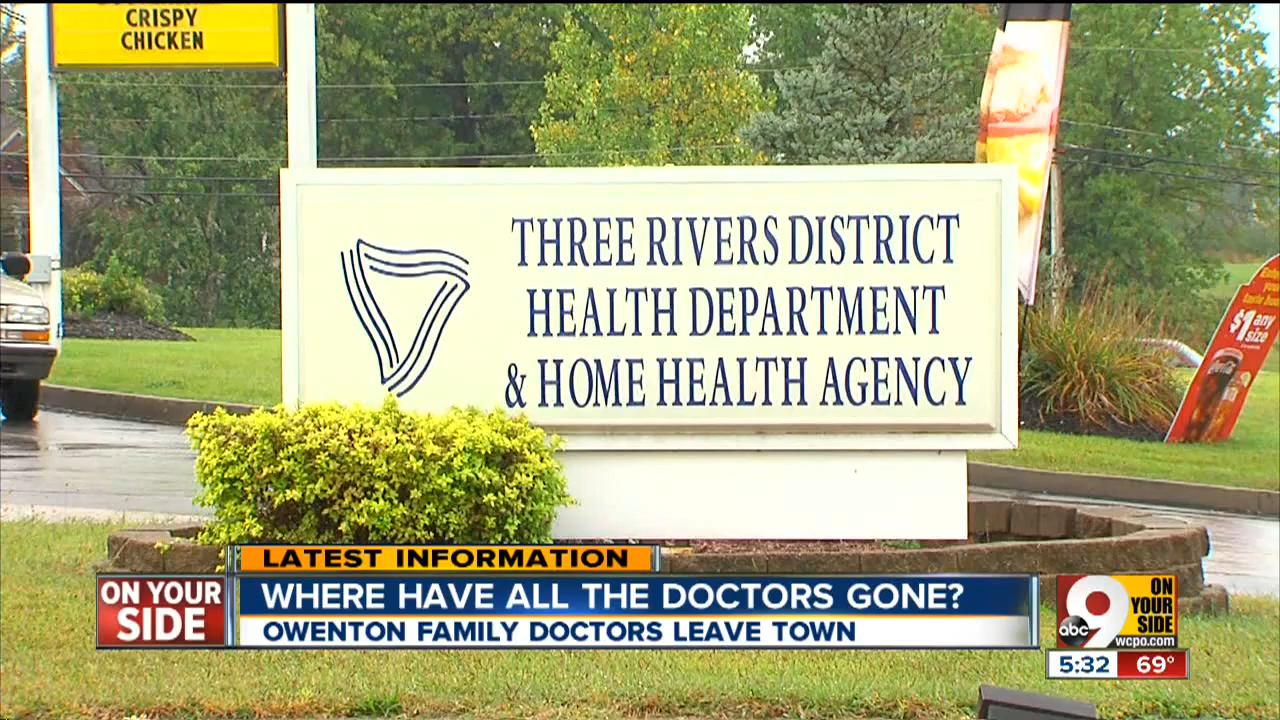 CRISPY
CHICKEN
THREE RIVERS DISTRICT
HEALTH DEPARTMENT
& HOME HEALTH AGENCY
$1 any
size
LATEST INFORMATION
ON YOUR
SIDE
WHERE HAVE ALL THE DOCTORS GONE?
OWENTON FAMILY DOCTORS LEAVE TOWN
abc 9 ON
YOUR
SIDE
wcpo.com
5:32 69°